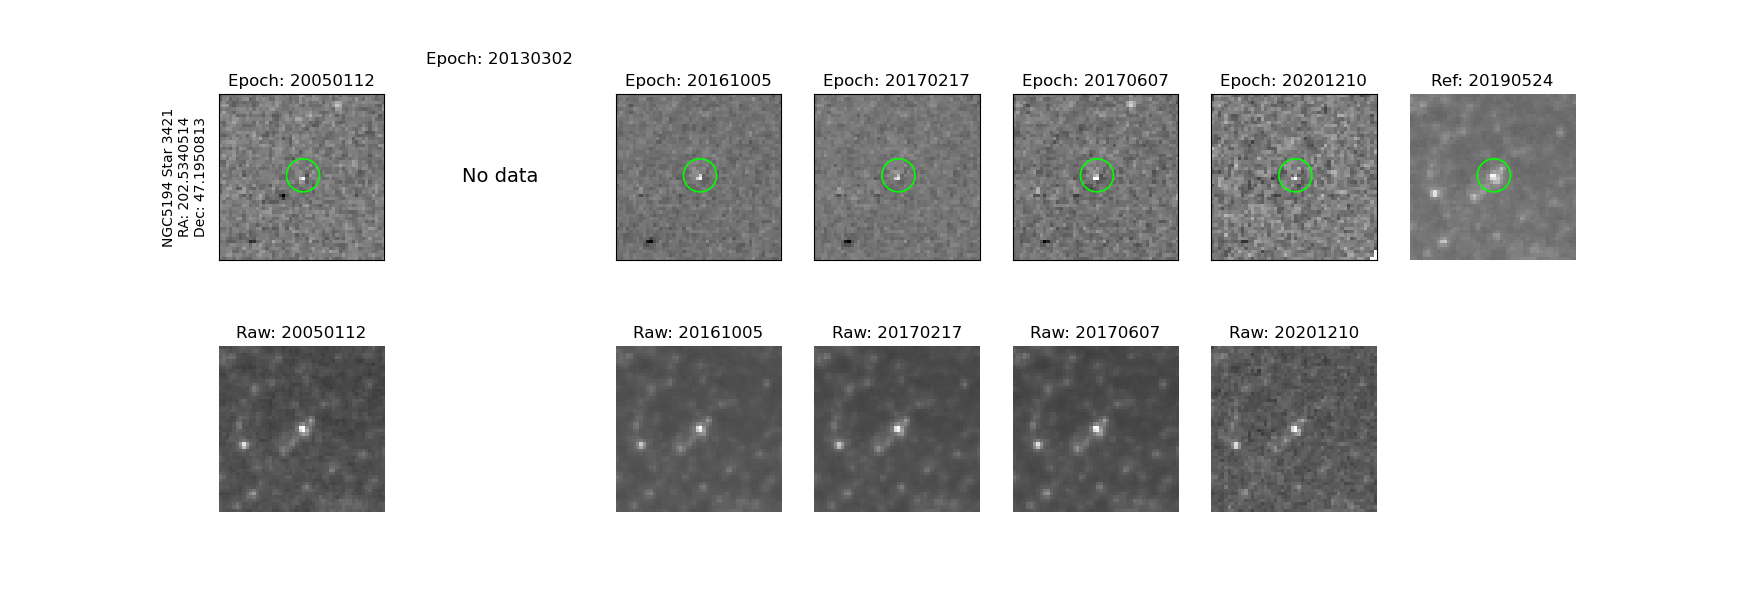 Epoch: 20130302
Epoch: 20050112
Epoch: 20161005
Epoch: 20170217
Epoch: 20170607
Epoch: 20201210
Ref: 20190524
NGC5194 Star 3421
RA: 202.5340514
Dec: 47.1950813
No data
Raw: 20050112
Raw: 20161005
Raw: 20170217
Raw: 20170607
Raw: 20201210